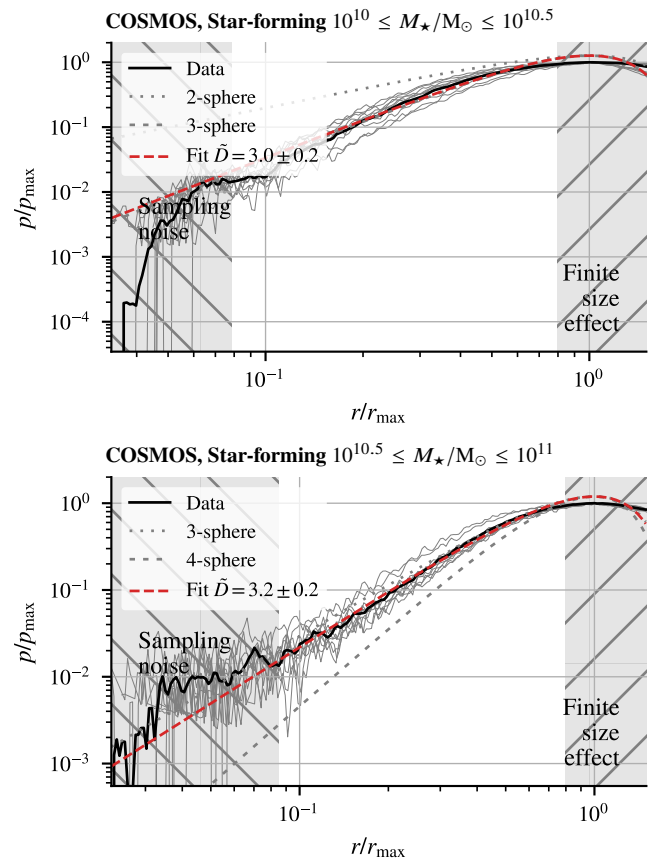 COSMOS, Star-forming 10^10 ≤ M★/M⊙ ≤ 10^10.5
Data
2-sphere
3-sphere
Fit D̃ = 3.0 ± 0.2
Sampling
noise
Finite
size
effect
10^0
10^−1
10^−2
10^−3
10^−4
p/p_max
10^−1
10^0
r/r_max
COSMOS, Star-forming 10^10.5 ≤ M★/M⊙ ≤ 10^11
Data
3-sphere
4-sphere
Fit D̃ = 3.2 ± 0.2
Sampling
noise
Finite
size
effect
10^0
10^−1
10^−2
10^−3
p/p_max
10^−1
10^0
r/r_max